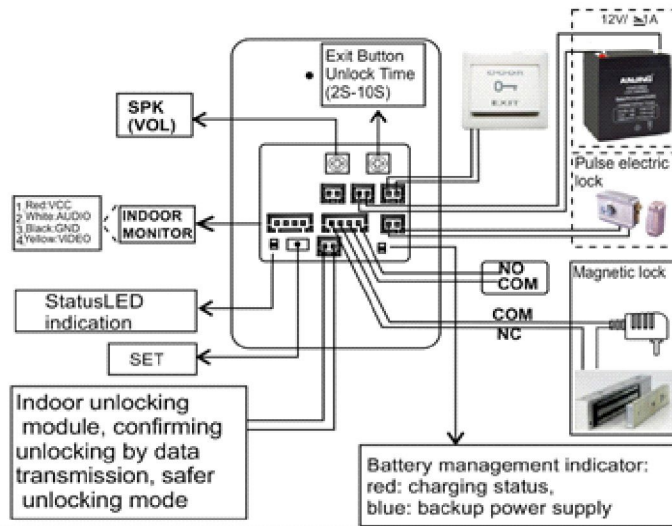 12V/ ≥1A
Exit Button
Unlock Time
(2S-10S)
SPK
(VOL)
DOOR
EXIT
Pulse electric
lock
1 Red:VCC
2 White:AUDIO
3 Black:GND
4 Yellow:VIDEO
INDOOR
MONITOR
NO
COM
Magnetic lock
StatusLED
indication
COM
NC
SET
Indoor unlocking
module, confirming
unlocking by data
transmission, safer
unlocking mode
Battery management indicator:
red: charging status,
blue: backup power supply